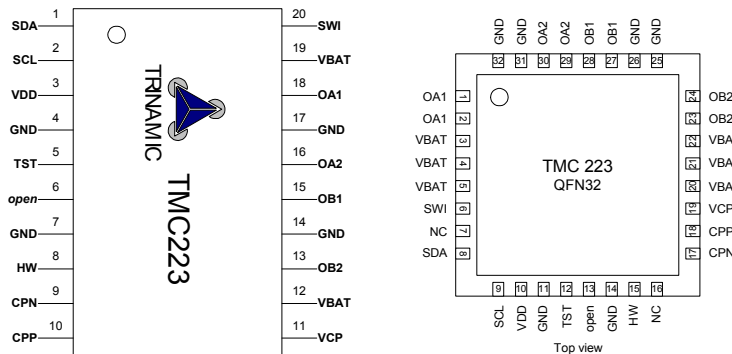 1 20
SDA SWI
2 19
SCL VBAT
3 18
VDD OA1
4 17
GND GND
5 16
TST OA2
6 15
open OB1
7 14
GND GND
8 13
HW OB2
9 12
CPN VBAT
10 11
CPP VCP
TRINAMIC
TMC223
GND GND OA2 OA2 OB1 OB1 GND GND
32 31 30 29 28 27 26 25
OA1 1 24 OB2
OA1 2 23 OB2
VBAT 3 22 VBA
VBAT 4 21 VBA
VBAT 5 20 VBA
SWI 6 19 VCP
NC 7 18 CPP
SDA 8 17 CPN
TMC 223
QFN32
9 10 11 12 13 14 15 16
SCL VDD GND TST open GND HW NC
Top view